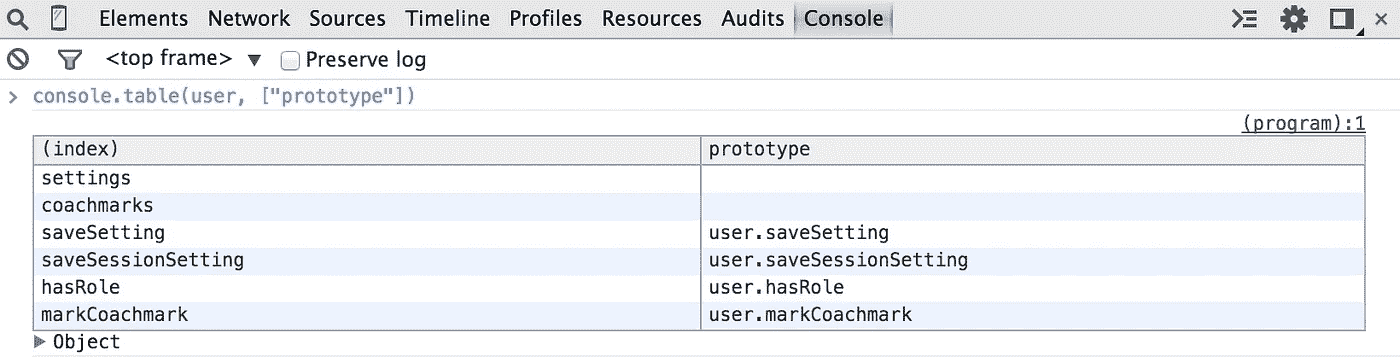 Elements Network Sources Timeline Profiles Resources Audits Console
<top frame> ▼ Preserve log
> console.table(user, ["prototype"])
(program):1
(index) prototype
settings
coachmarks
saveSetting user.saveSetting
saveSessionSetting user.saveSessionSetting
hasRole user.hasRole
markCoachmark user.markCoachmark
▶ Object